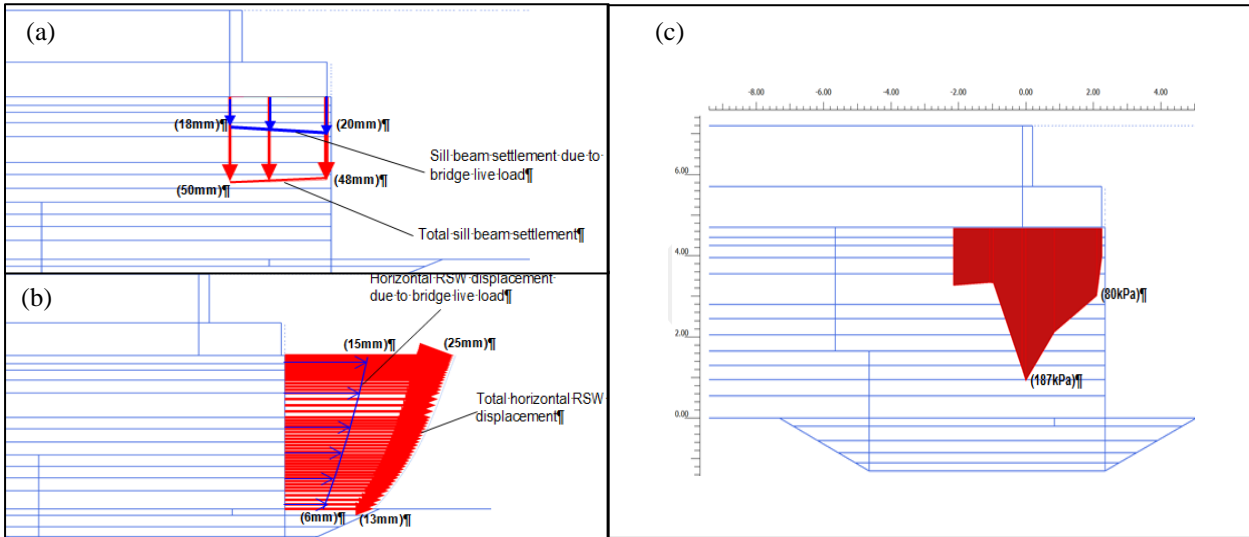 (a)
(18mm)¶
(20mm)¶
Sill beam settlement due to
bridge live load¶
(50mm)¶
(48mm)¶
Total sill beam settlement¶
(b)
Horizontal·RSW·displacement
due·to·bridge·live·load¶
(15mm)¶
(25mm)¶
Total·horizontal·RSW
displacement¶
(6mm)¶
(13mm)¶
(c)
-8.00 -6.00 -4.00 -2.00 0.00 2.00 4.00
6.00
4.00
(80kPa)¶
2.00
(187kPa)¶
0.00